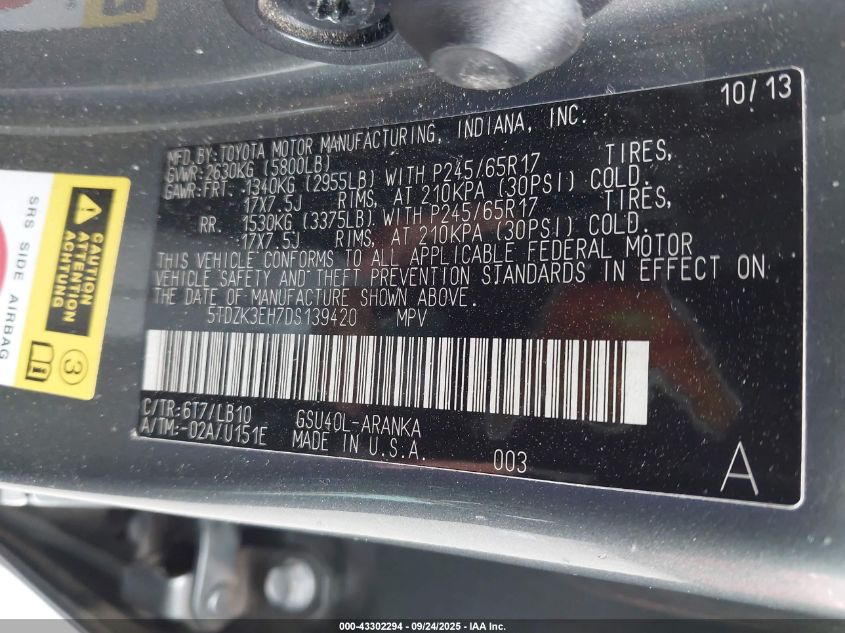 10/13
MFD.BY:TOYOTA MOTOR MANUFACTURING, INDIANA, INC.
GVWR:2630KG (5800LB)
GAWR:FRT. 1340KG (2955LB) WITH P245/65R17 TIRES,
17X7.5J RIMS, AT 210KPA (30PSI) COLD.
RR. 1530KG (3375LB) WITH P245/65R17 TIRES,
17X7.5J RIMS, AT 210KPA (30PSI) COLD.
THIS VEHICLE CONFORMS TO ALL APPLICABLE FEDERAL MOTOR
VEHICLE SAFETY AND THEFT PREVENTION STANDARDS IN EFFECT ON
THE DATE OF MANUFACTURE SHOWN ABOVE.
5TDZK3EH7DS139420 MPV
C/TR:6T7/LB10 GSU40L-ARANKA
A/TM:-02A/U151E MADE IN U.S.A.
003
A
CAUTION
ATTENTION
ACHTUNG
SRS SIDE AIRBAG
3
000-43302294 - 09/24/2025 - IAA Inc.